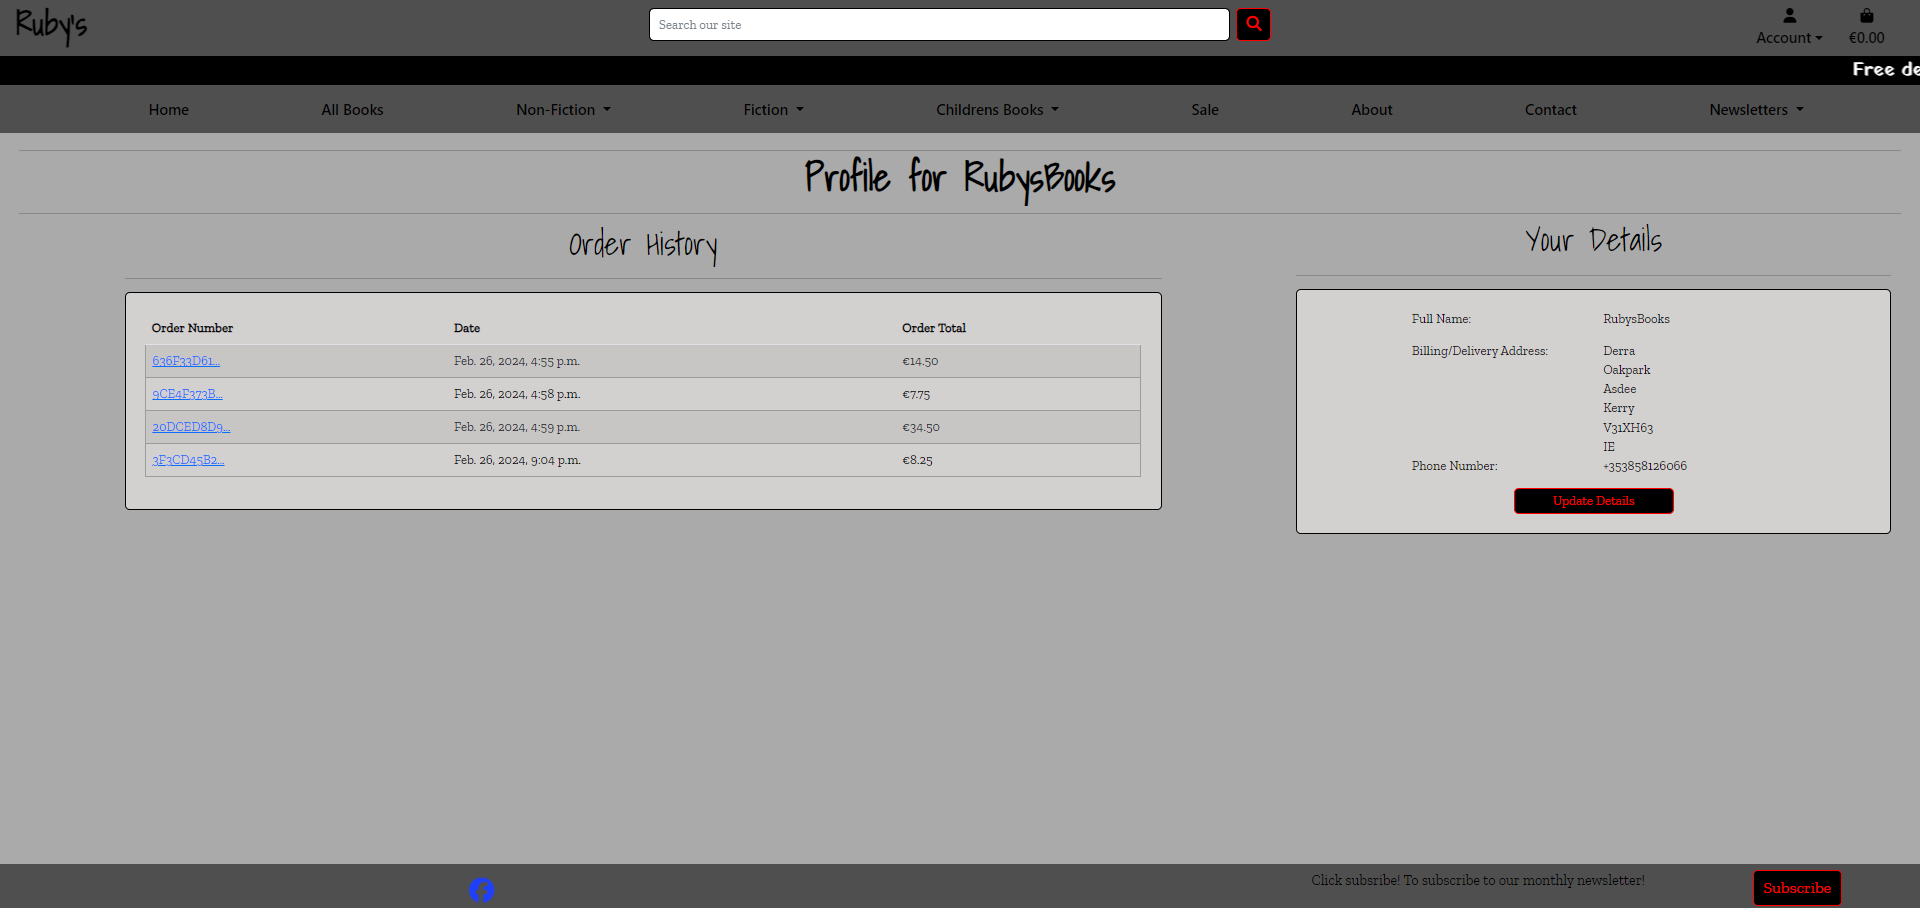 Ruby's
Search our site
Account
€0.00
Free de
Home All Books Non-Fiction Fiction Childrens Books Sale About Contact Newsletters
Profile for RubysBooks
Order History
Order Number Date Order Total
636F33D61... Feb. 26, 2024, 4:55 p.m. €14.50
9CE4F373B... Feb. 26, 2024, 4:58 p.m. €7.75
20DCED8D9... Feb. 26, 2024, 4:59 p.m. €34.50
3F3CD45B2... Feb. 26, 2024, 9:04 p.m. €8.25
Your Details
Full Name: RubysBooks
Billing/Delivery Address: Derra
Oakpark
Asdee
Kerry
V31XH63
IE
Phone Number: +353858126066
Update Details
Click subsribe! To subscribe to our monthly newsletter!
Subscribe